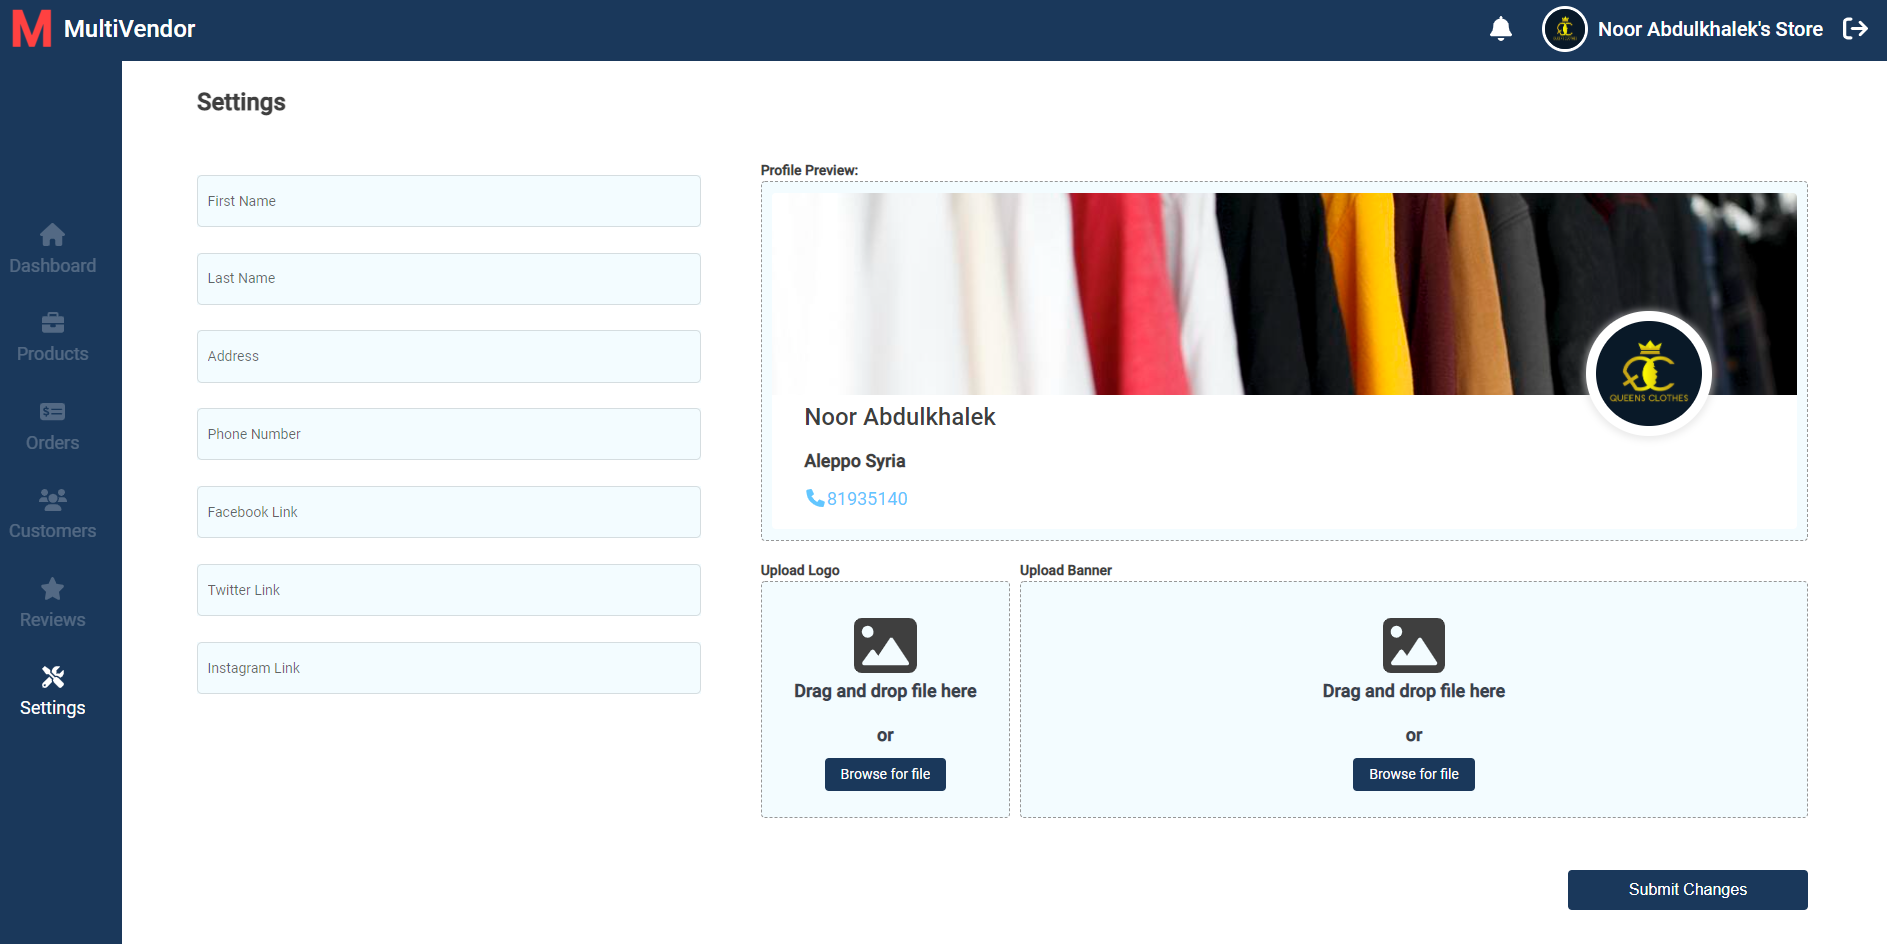 M MultiVendor
Noor Abdulkhalek's Store
Dashboard
Products
Orders
Customers
Reviews
Settings
Settings
First Name
Last Name
Address
Phone Number
Facebook Link
Twitter Link
Instagram Link
Profile Preview:
QUEENS CLOTHES
Noor Abdulkhalek
Aleppo Syria
81935140
Upload Logo
Drag and drop file here
or
Browse for file
Upload Banner
Drag and drop file here
or
Browse for file
Submit Changes